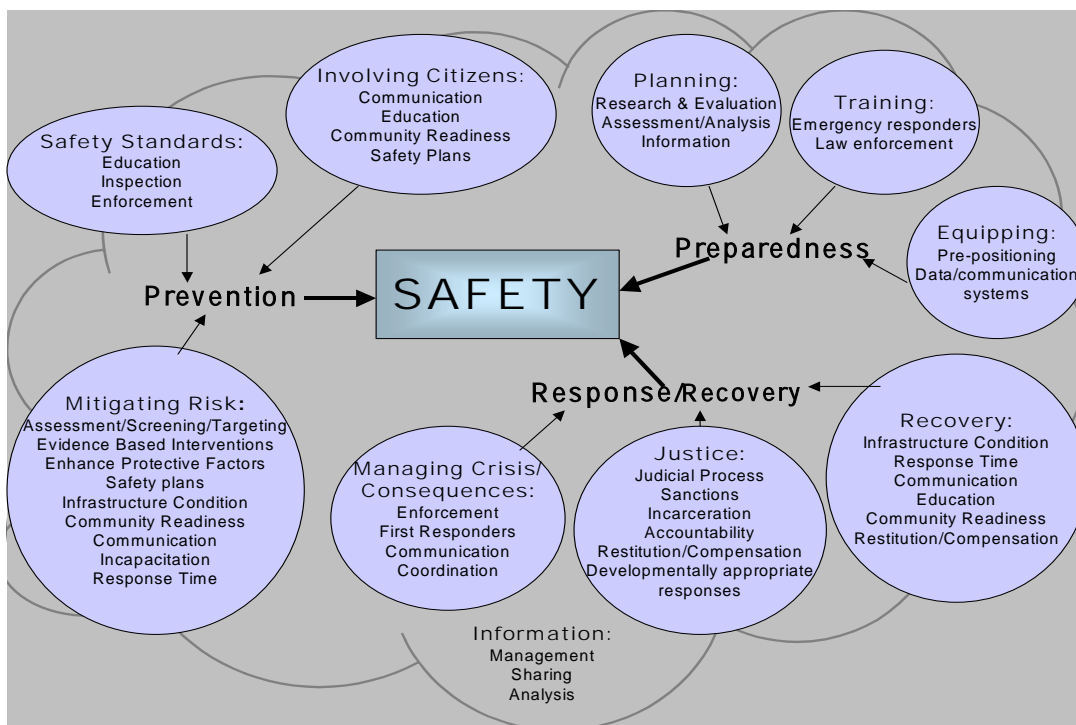 Safety Standards:
Education
Inspection
Enforcement
Involving Citizens:
Communication
Education
Community Readiness
Safety Plans
Planning:
Research & Evaluation
Assessment/Analysis
Information
Training:
Emergency responders
Law enforcement
Equipping:
Pre-positioning
Data/communication
systems
Preparedness
Prevention
SAFETY
Response/Recovery
Mitigating Risk:
Assessment/Screening/Targeting
Evidence Based Interventions
Enhance Protective Factors
Safety plans
Infrastructure Condition
Community Readiness
Communication
Incapacitation
Response Time
Managing Crisis/
Consequences:
Enforcement
First Responders
Communication
Coordination
Justice:
Judicial Process
Sanctions
Incarceration
Accountability
Restitution/Compensation
Developmentally appropriate
responses
Recovery:
Infrastructure Condition
Response Time
Communication
Education
Community Readiness
Restitution/Compensation
Information:
Management
Sharing
Analysis